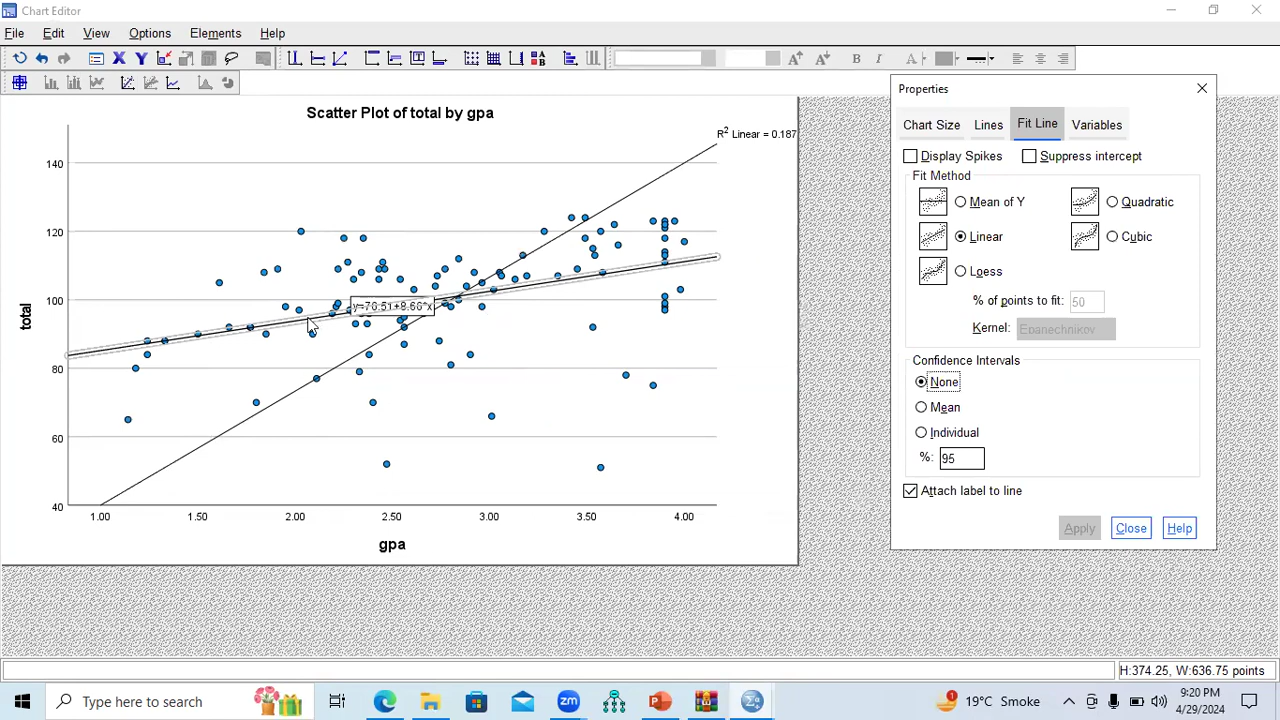 Chart Editor
File Edit View Options Elements Help
Properties
Chart Size Lines Fit Line Variables
Display Spikes Suppress intercept
Fit Method
Mean of Y Quadratic
Linear Cubic
Loess
% of points to fit: 50
Kernel: Epanechnikov
Confidence Intervals
None
Mean
Individual
%: 95
Attach label to line
Apply Close Help
Scatter Plot of total by gpa
R2 Linear = 0.187
y=76.51+8.66*x
total
140
120
100
80
60
40
1.00 1.50 2.00 2.50 3.00 3.50 4.00
gpa
H:374.25, W:636.75 points
Type here to search
zm
19°C Smoke
9:20 PM
4/29/2024